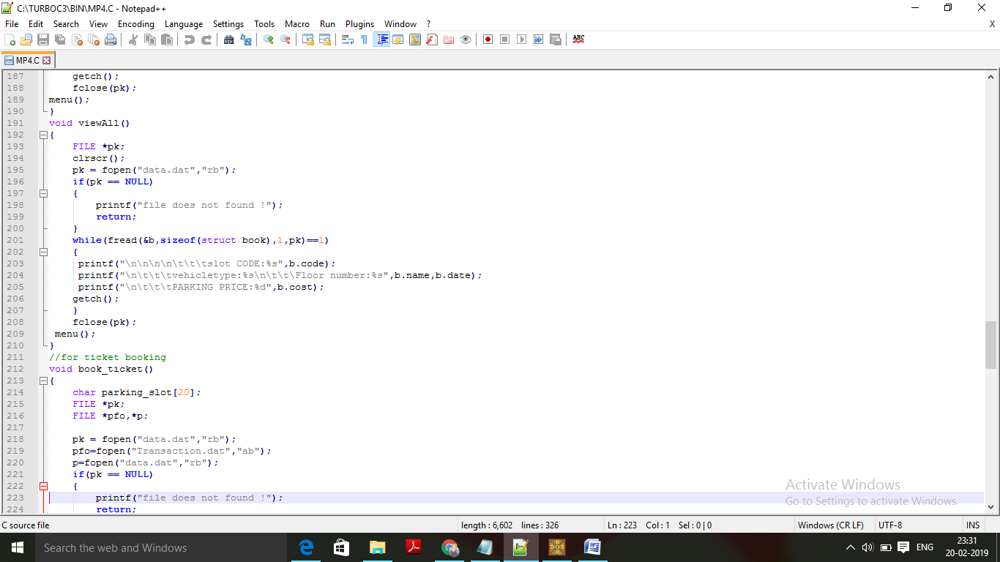 C:\TURBOC3\BIN\MP4.C - Notepad++
File Edit Search View Encoding Language Settings Tools Macro Run Plugins Window ? X
ABC
MP4.C
187 getch();
188 fclose(pk);
189 menu();
190 }
191 void viewAll()
192 {
193 FILE *pk;
194 clrscr();
195 pk = fopen("data.dat","rb");
196 if(pk == NULL)
197 {
198 printf("file does not found !");
199 return;
200 }
201 while(fread(&b,sizeof(struct book),1,pk)==1)
202 {
203 printf("\n\n\n\n\t\t\tslot CODE:%s",b.code);
204 printf("\n\t\t\tvehicletype:%s\n\t\t\Floor number:%s",b.name,b.date);
205 printf("\n\t\t\tPARKING PRICE:%d",b.cost);
206 getch();
207 }
208 fclose(pk);
209 menu();
210 }
211 //for ticket booking
212 void book_ticket()
213 {
214 char parking_slot[20];
215 FILE *pk;
216 FILE *pfo,*p;
217
218 pk = fopen("data.dat","rb");
219 pfo=fopen("Transaction.dat","ab");
220 p=fopen("data.dat","rb");
221 if(pk == NULL)
222 {
223 printf("file does not found !");
224 return;
Activate Windows
Go to Settings to activate Windows.
C source file length : 6,602 lines : 326 Ln : 223 Col : 1 Sel : 0 | 0 Windows (CR LF) UTF-8 INS
Search the web and Windows ENG 23:31
20-02-2019